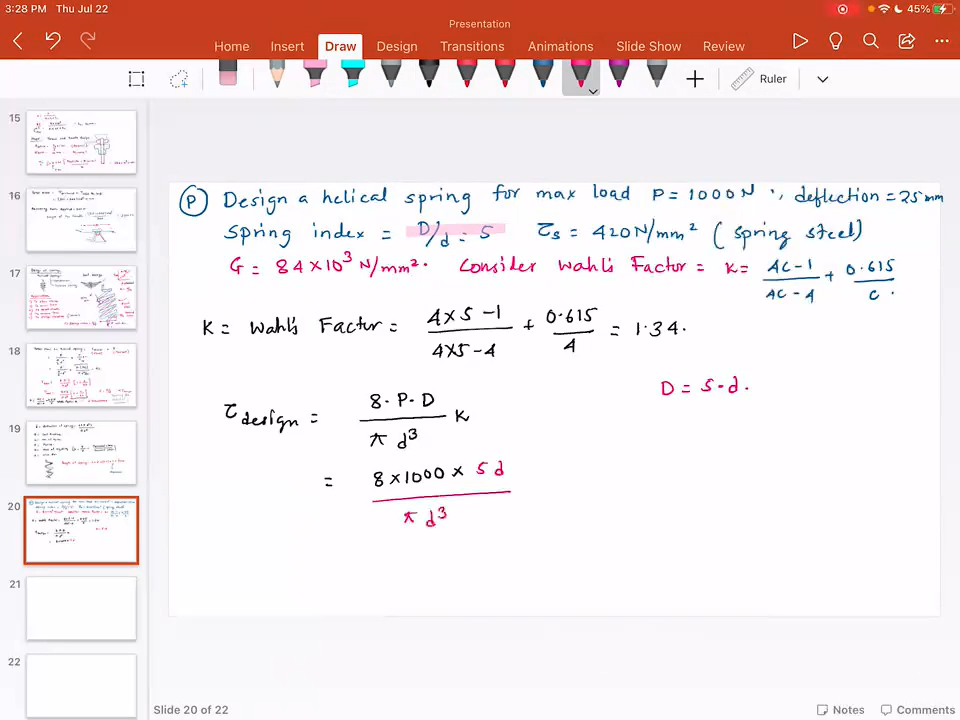 3:28 PM Thu Jul 22
45%
Presentation
Home Insert Draw Design Transitions Animations Slide Show Review
Ruler
15
16
17
18
19
20
21
22
P Design a helical spring for max load P = 1000 N, deflection = 25 mm
Spring index = D/d = 5 τs = 420 N/mm² (spring steel)
G = 84×10³ N/mm². Consider Wahl's Factor = K = (4C-1)/(4C-4) + 0.615/C.
K = Wahl's Factor = (4×5-1)/(4×5-4) + 0.615/4 = 1.34.
D = 5·d.
τdesign = (8·P·D)/(π d³) K
= (8×1000×5d)/(π d³)
Slide 20 of 22
Notes Comments